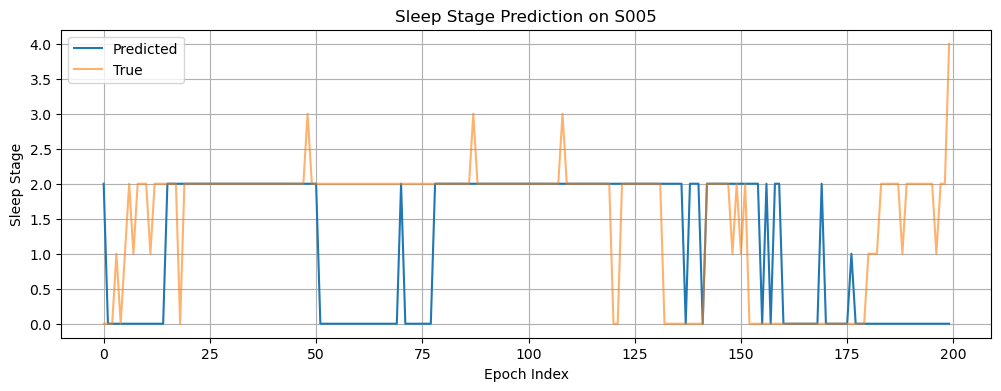 Sleep Stage Prediction on S005
Predicted
True
Sleep Stage
4.0
3.5
3.0
2.5
2.0
1.5
1.0
0.5
0.0
0 25 50 75 100 125 150 175 200
Epoch Index